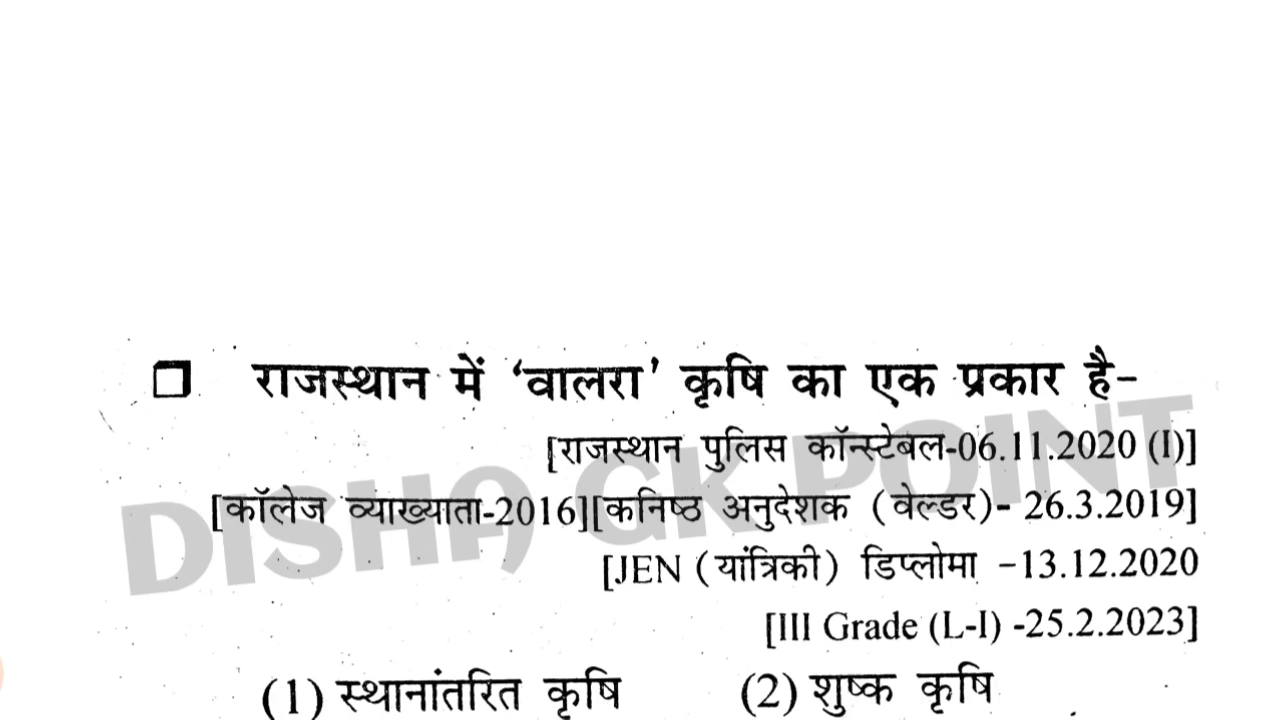 ❒ राजस्थान में ‘वालरा’ कृषि का एक प्रकार है-
[राजस्थान पुलिस कॉन्स्टेबल-06.11.2020 (I)]
[कॉलेज व्याख्याता-2016][कनिष्ठ अनुदेशक (वेल्डर)- 26.3.2019]
[JEN (यांत्रिकी) डिप्लोमा -13.12.2020
[III Grade (L-I) -25.2.2023]
(1) स्थानांतरित कृषि (2) शुष्क कृषि
DISHA GK POINT